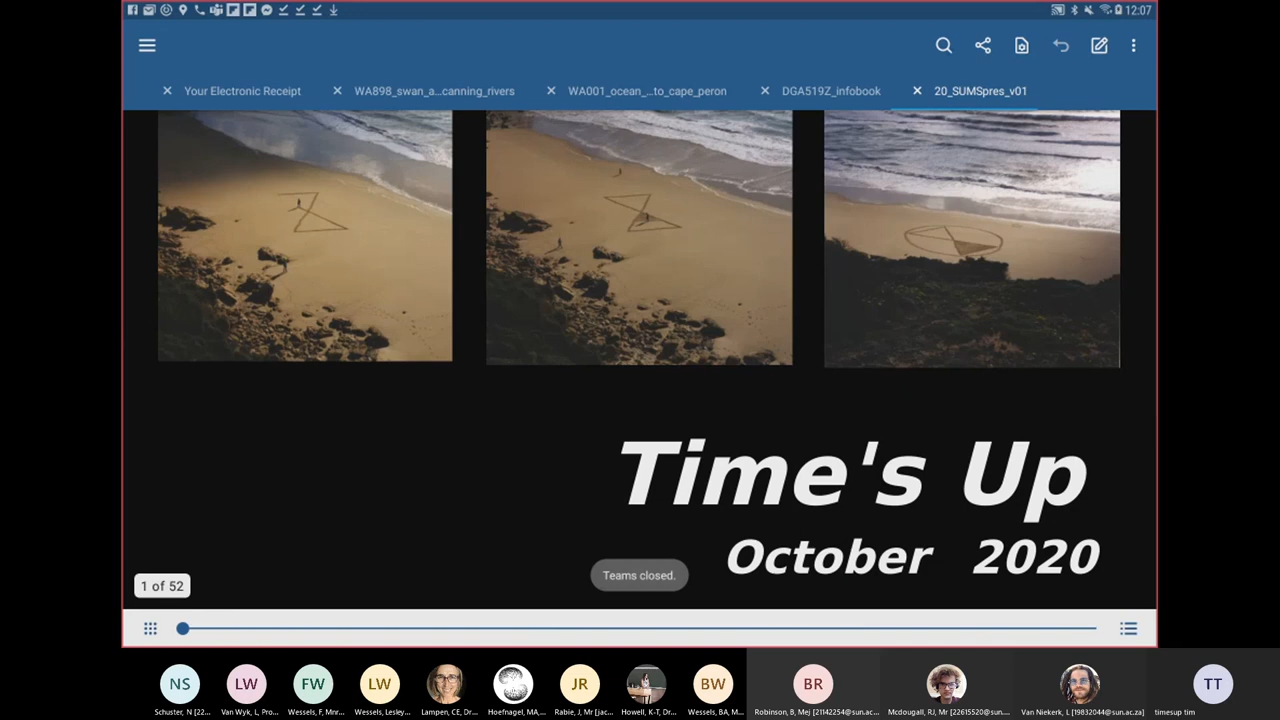 12:07
Your Electronic Receipt
WA898_swan_a...canning_rivers
WA001_ocean_...to_cape_peron
DGA519Z_infobook
20_SUMSpres_v01
Time's Up
October 2020
Teams closed.
1 of 52
NS
LW
FW
LW
JR
BW
BR
TT
Schuster, N [22...
Van Wyk, L, Pro...
Wessels, F, Mnr...
Wessels, Lesley...
Lampen, CE, Dr...
Hoefnagel, MA,...
Rabie, J, Mr [jac...
Howell, K-T, Dr...
Wessels, BA, M...
Robinson, B, Mej [21142254@sun.ac...
Mcdougall, RJ, Mr [22615520@sun....
Van Niekerk, L [19832044@sun.ac.za]
timesup tim